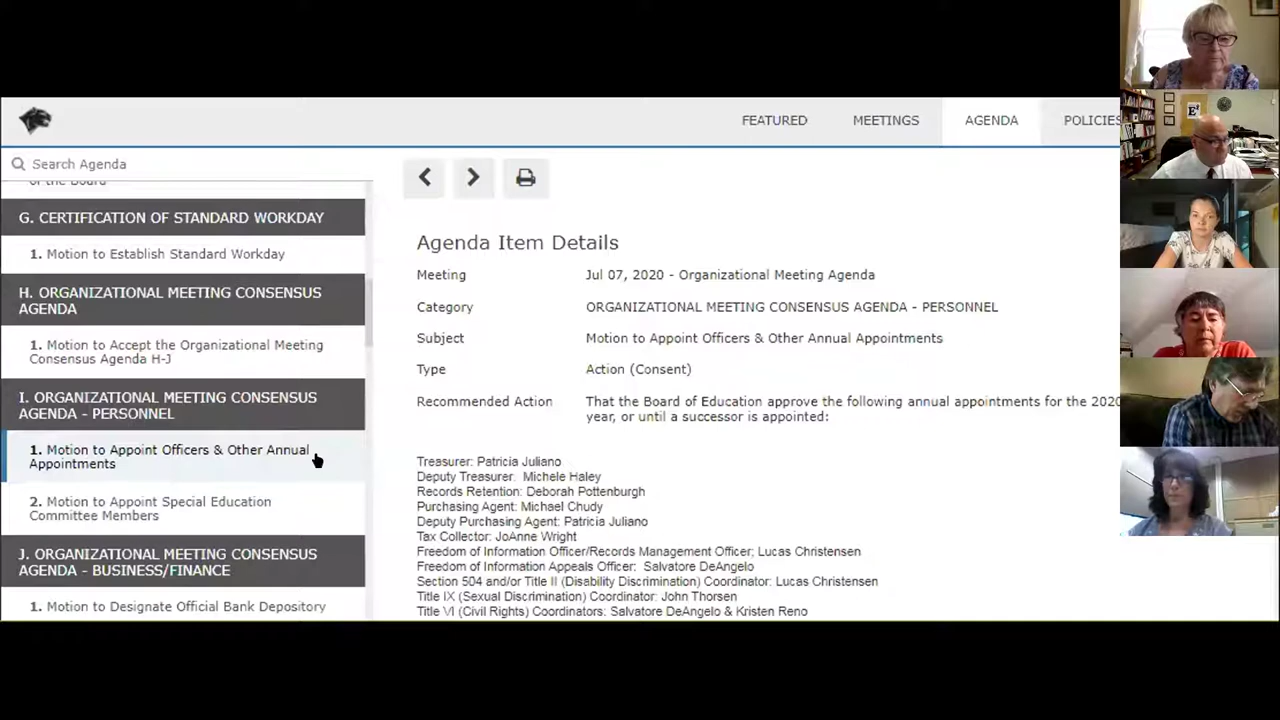 FEATURED
MEETINGS
AGENDA
POLICIES
Search Agenda
of the Board
G. CERTIFICATION OF STANDARD WORKDAY
1. Motion to Establish Standard Workday
H. ORGANIZATIONAL MEETING CONSENSUS
AGENDA
1. Motion to Accept the Organizational Meeting
Consensus Agenda H-J
I. ORGANIZATIONAL MEETING CONSENSUS
AGENDA - PERSONNEL
1. Motion to Appoint Officers & Other Annual
Appointments
2. Motion to Appoint Special Education
Committee Members
J. ORGANIZATIONAL MEETING CONSENSUS
AGENDA - BUSINESS/FINANCE
1. Motion to Designate Official Bank Depository
Agenda Item Details
Meeting Jul 07, 2020 - Organizational Meeting Agenda
Category ORGANIZATIONAL MEETING CONSENSUS AGENDA - PERSONNEL
Subject Motion to Appoint Officers & Other Annual Appointments
Type Action (Consent)
Recommended Action That the Board of Education approve the following annual appointments for the 2020
year, or until a successor is appointed:
Treasurer: Patricia Juliano
Deputy Treasurer: Michele Haley
Records Retention: Deborah Pottenburgh
Purchasing Agent: Michael Chudy
Deputy Purchasing Agent: Patricia Juliano
Tax Collector: JoAnne Wright
Freedom of Information Officer/Records Management Officer; Lucas Christensen
Freedom of Information Appeals Officer: Salvatore DeAngelo
Section 504 and/or Title II (Disability Discrimination) Coordinator: Lucas Christensen
Title IX (Sexual Discrimination) Coordinator: John Thorsen
Title VI (Civil Rights) Coordinators: Salvatore DeAngelo & Kristen Reno